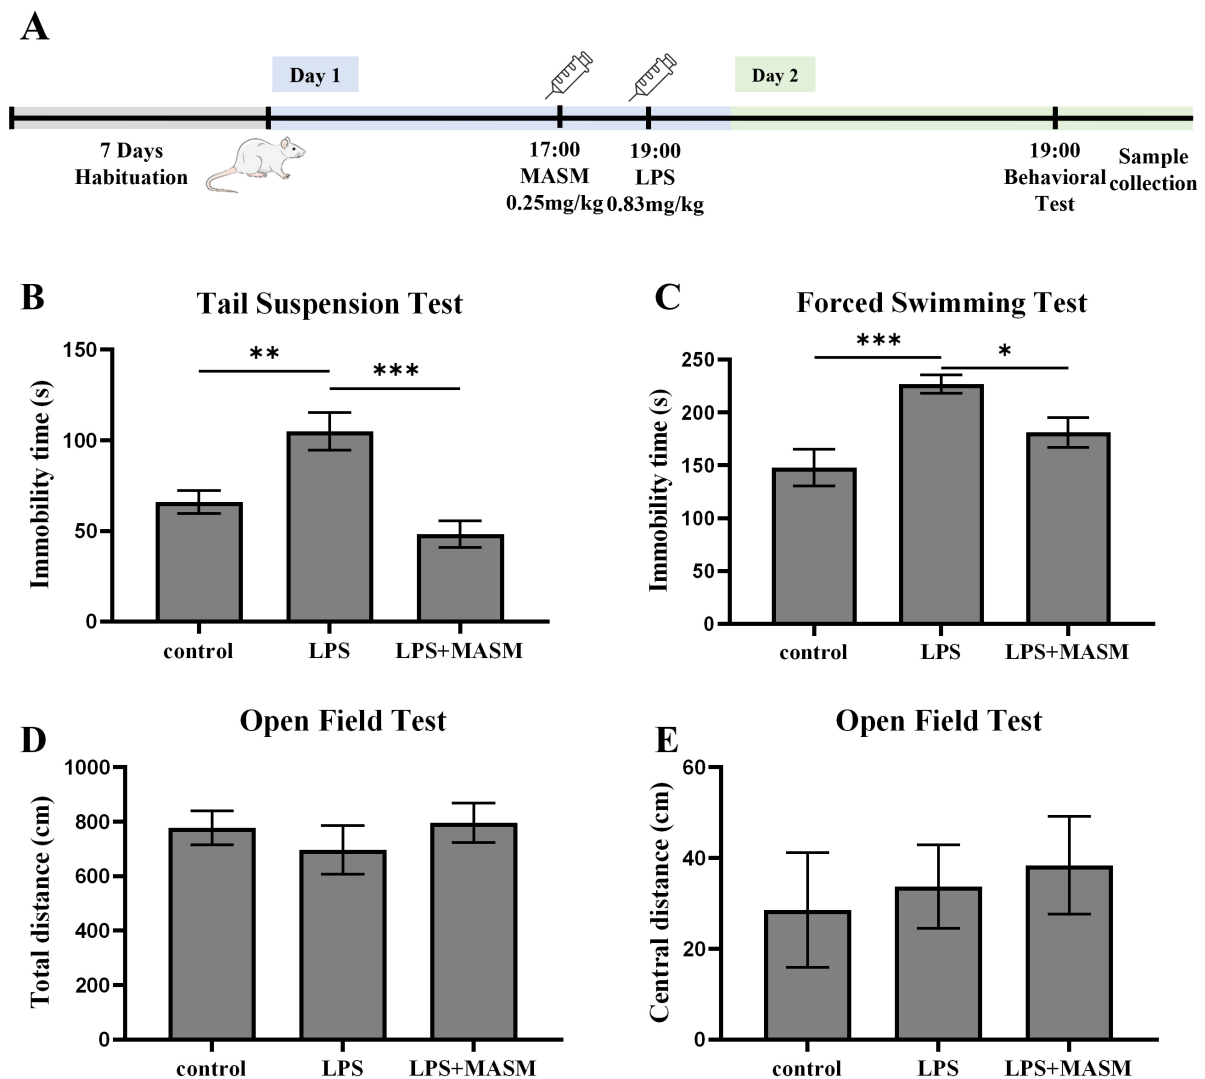 A
Day 1
Day 2
7 Days
Habituation
17:00
MASM
0.25mg/kg
19:00
LPS
0.83mg/kg
19:00
Behavioral
Test
Sample
collection
B
Tail Suspension Test
Immobility time (s)
150
100
50
0
**
***
control
LPS
LPS+MASM
C
Forced Swimming Test
Immobility time (s)
250
200
150
100
50
0
***
*
control
LPS
LPS+MASM
D
Open Field Test
Total distance (cm)
1000
800
600
400
200
0
control
LPS
LPS+MASM
E
Open Field Test
Central distance (cm)
60
40
20
0
control
LPS
LPS+MASM